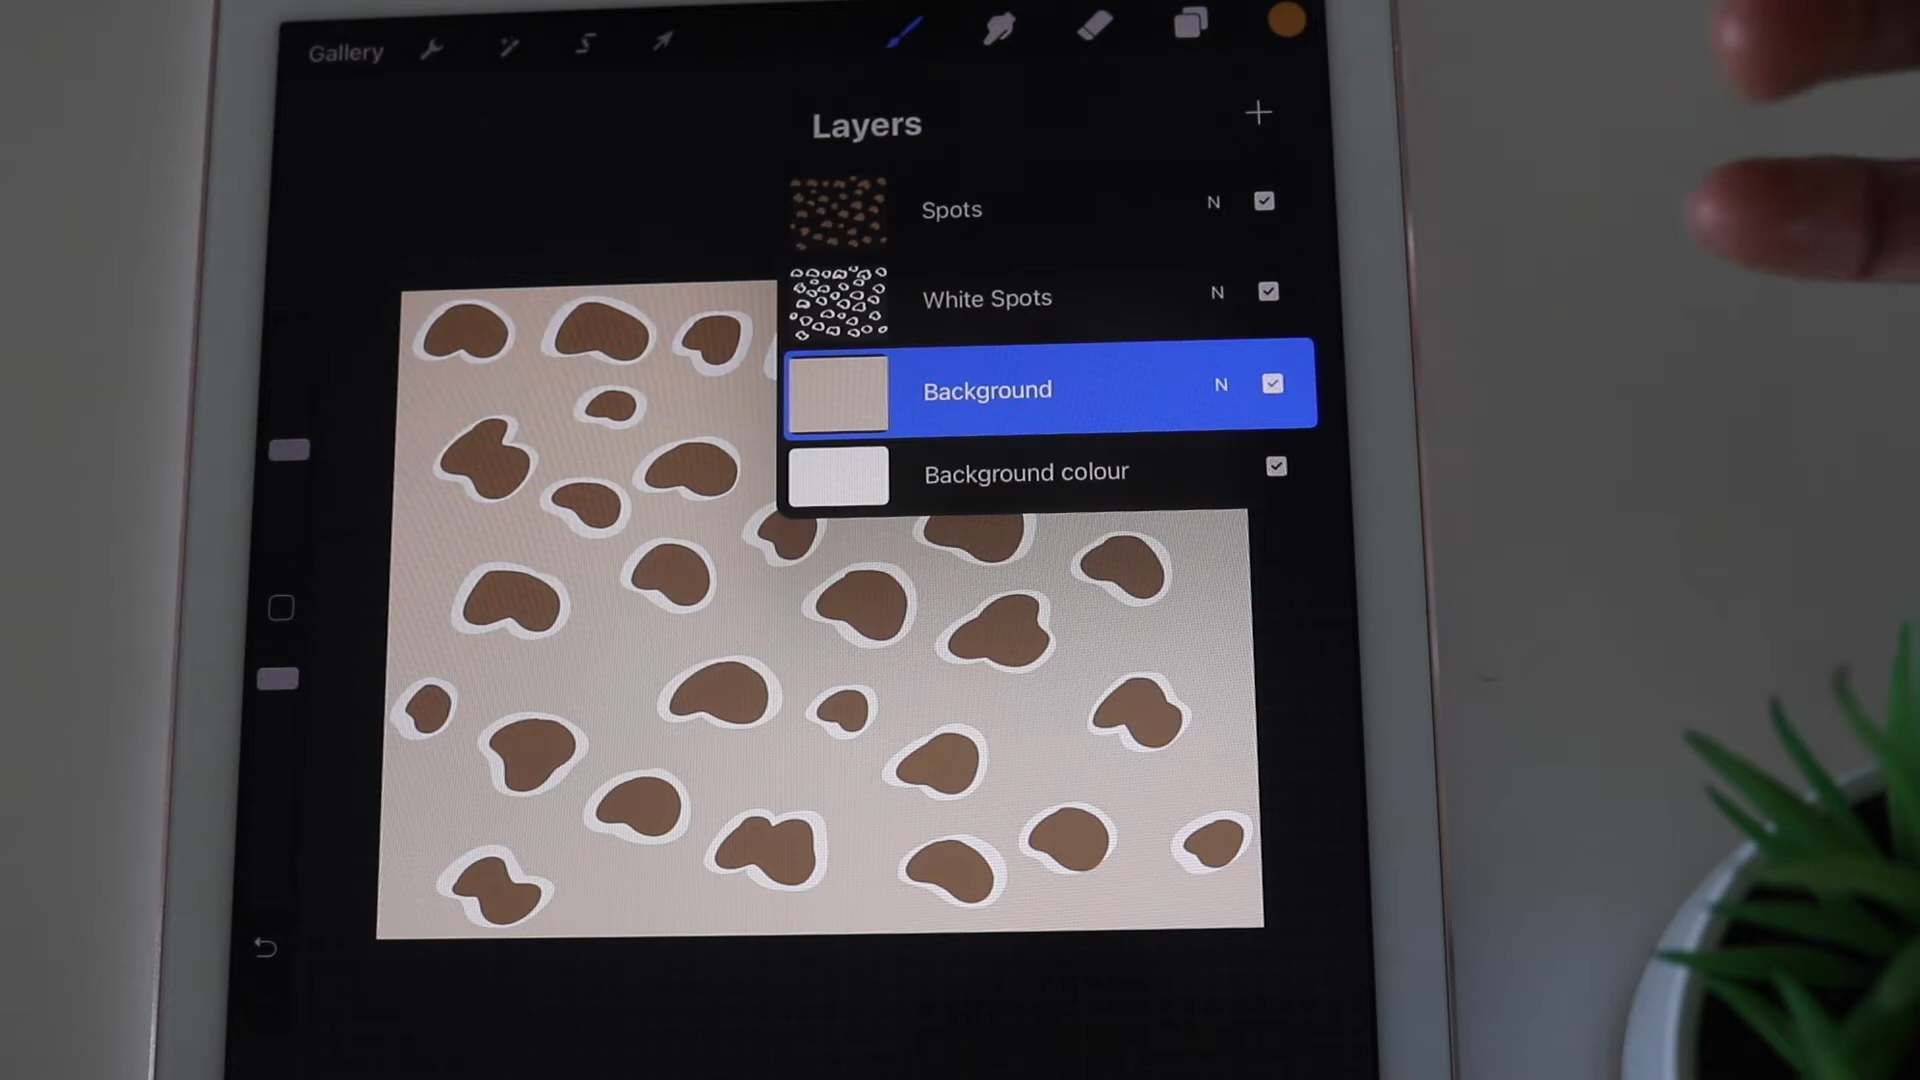 Gallery
Layers
Spots N
White Spots N
Background N
Background colour